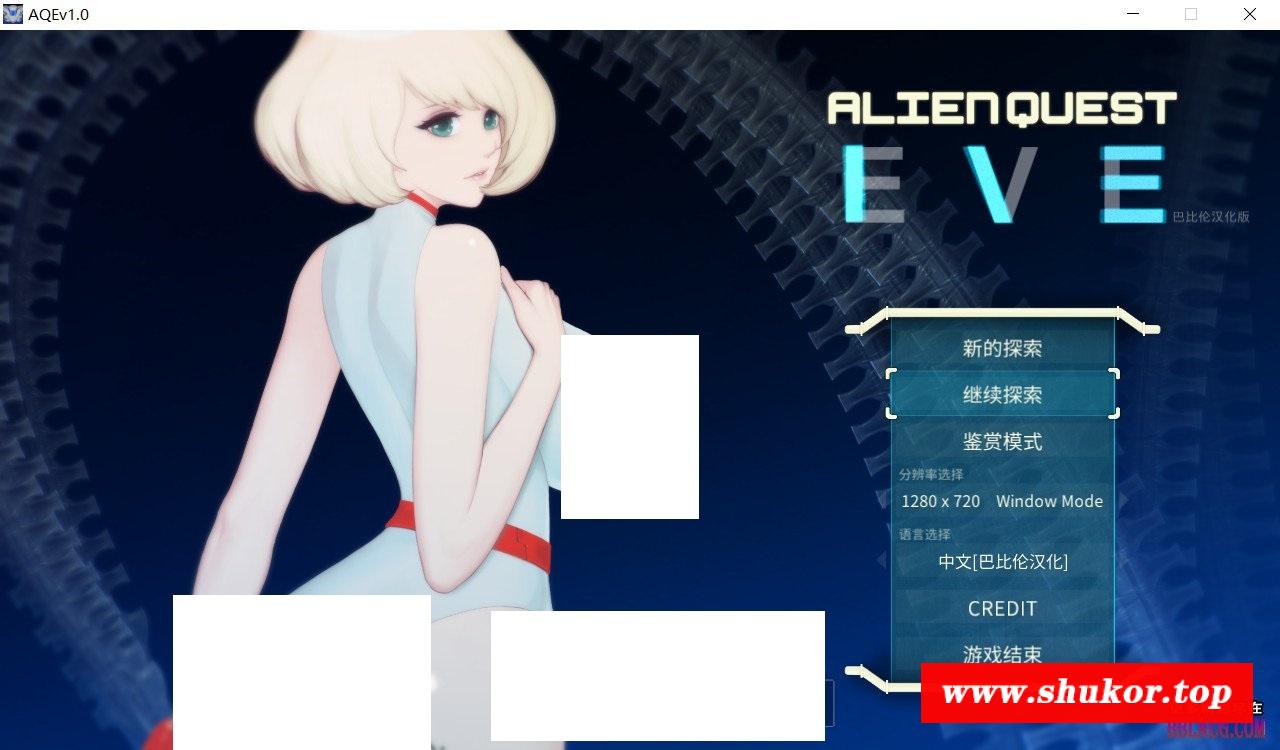 AQEv1.0
ALIEN QUEST
EVE
巴比伦汉化版
新的探索
继续探索
鉴赏模式
分辨率选择
1280 x 720 Window Mode
语言选择
中文[巴比伦汉化]
CREDIT
游戏结束
www.shukor.top
在